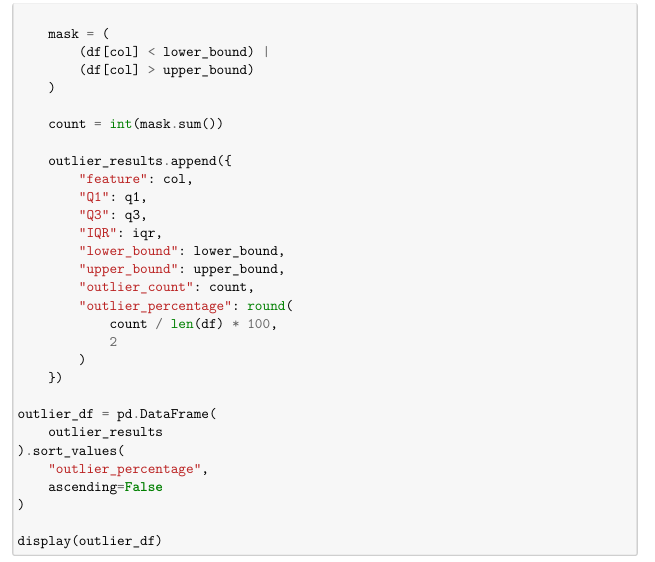 mask = (
        (df[col] < lower_bound) |
        (df[col] > upper_bound)
    )
    count = int(mask.sum())
    outlier_results.append({
        "feature": col,
        "Q1": q1,
        "Q3": q3,
        "IQR": iqr,
        "lower_bound": lower_bound,
        "upper_bound": upper_bound,
        "outlier_count": count,
        "outlier_percentage": round(
            count / len(df) * 100,
            2
        )
    })
outlier_df = pd.DataFrame(
    outlier_results
).sort_values(
    "outlier_percentage",
    ascending=False
)
display(outlier_df)